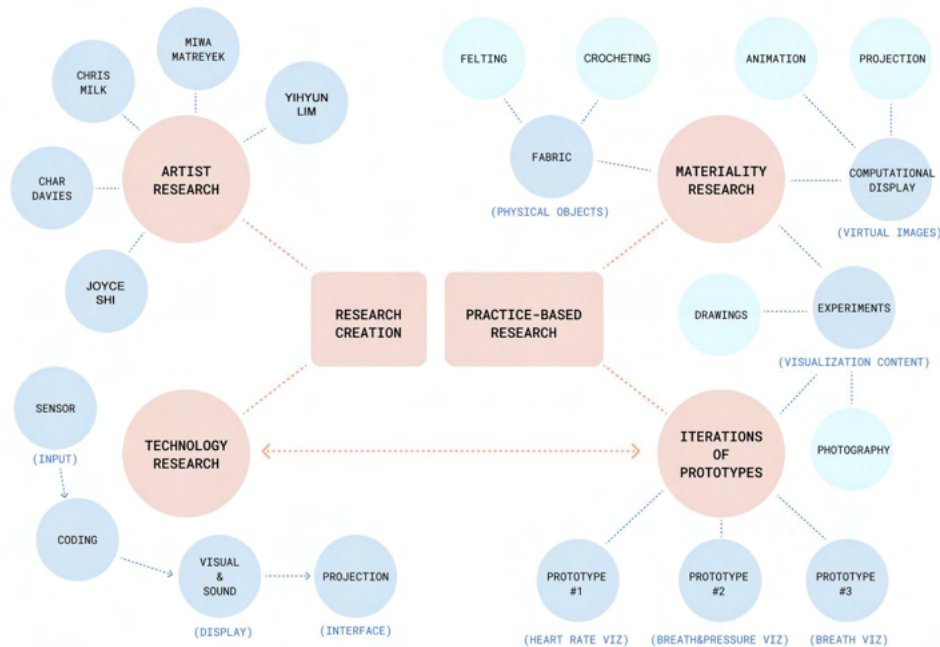 MIWA
MATREYEK
CHRIS
MILK
YIHYUN
LIM
ARTIST
RESEARCH
CHAR
DAVIES
JOYCE
SHI
FELTING
CROCHETING
ANIMATION
PROJECTION
FABRIC
(PHYSICAL OBJECTS)
MATERIALITY
RESEARCH
COMPUTATIONAL
DISPLAY
(VIRTUAL IMAGES)
RESEARCH
CREATION
PRACTICE-BASED
RESEARCH
DRAWINGS
EXPERIMENTS
(VISUALIZATION CONTENT)
PHOTOGRAPHY
SENSOR
(INPUT)
TECHNOLOGY
RESEARCH
ITERATIONS
OF
PROTOTYPES
CODING
VISUAL
&
SOUND
(DISPLAY)
PROJECTION
(INTERFACE)
PROTOTYPE
#1
(HEART RATE VIZ)
PROTOTYPE
#2
(BREATH&PRESSURE VIZ)
PROTOTYPE
#3
(BREATH VIZ)